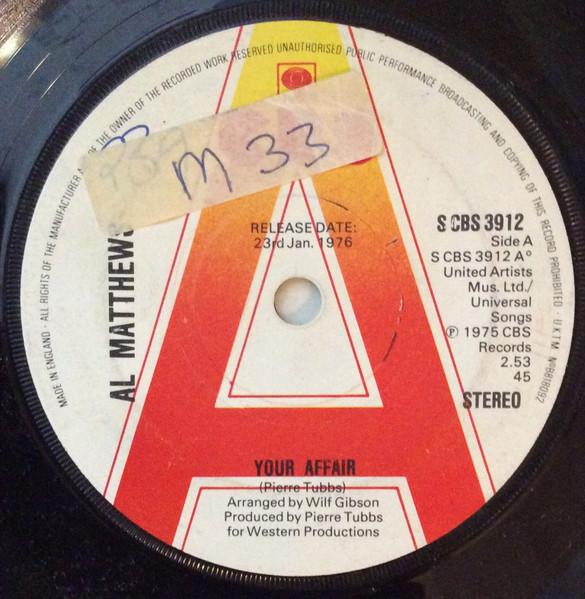 MADE IN ENGLAND · ALL RIGHTS OF THE MANUFACTURER OF THE OWNER OF THE RECORDED WORK RESERVED UNAUTHORISED PUBLIC PERFORMANCE BROADCASTING AND COPYING OF THIS RECORD PROHIBITED · U.K.T.M. Nº B818092
M 33
AL MATTHEWS
RELEASE DATE:
23rd Jan. 1976
S CBS 3912
Side A
S CBS 3912 A°
United Artists
Mus. Ltd./
Universal
Songs
℗ 1975 CBS
Records
2.53
45
STEREO
A
YOUR AFFAIR
(Pierre Tubbs)
Arranged by Wilf Gibson
Produced by Pierre Tubbs
for Western Productions